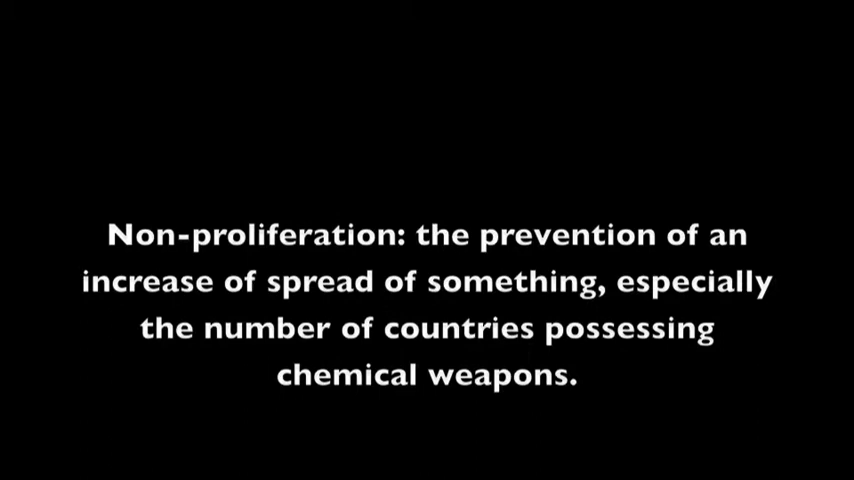 Non-proliferation: the prevention of an
increase of spread of something, especially
the number of countries possessing
chemical weapons.